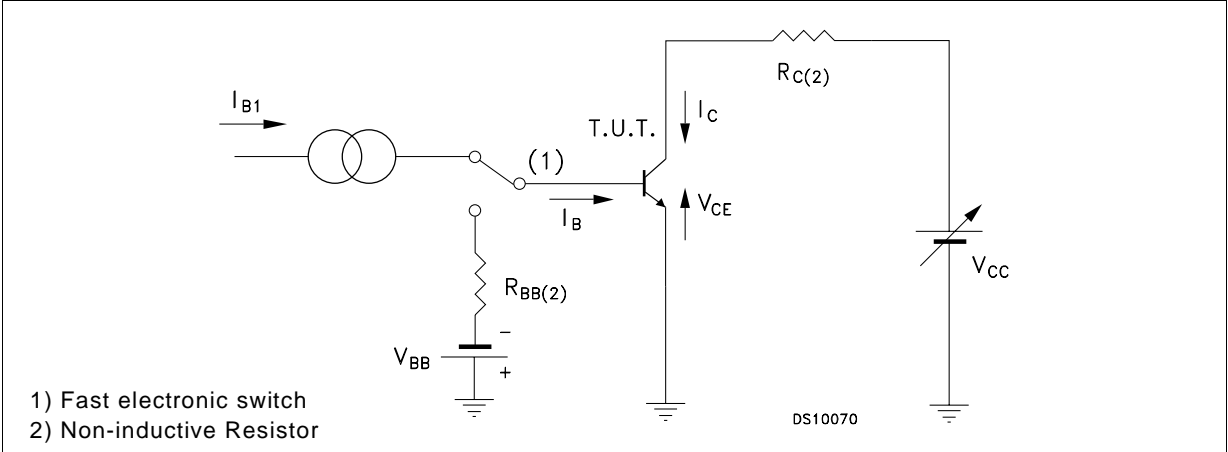 R_C(2)
I_B1
I_C
T.U.T.
(1)
V_CE
I_B
V_CC
R_BB(2)
−
V_BB
+
1) Fast electronic switch
2) Non-inductive Resistor
DS10070